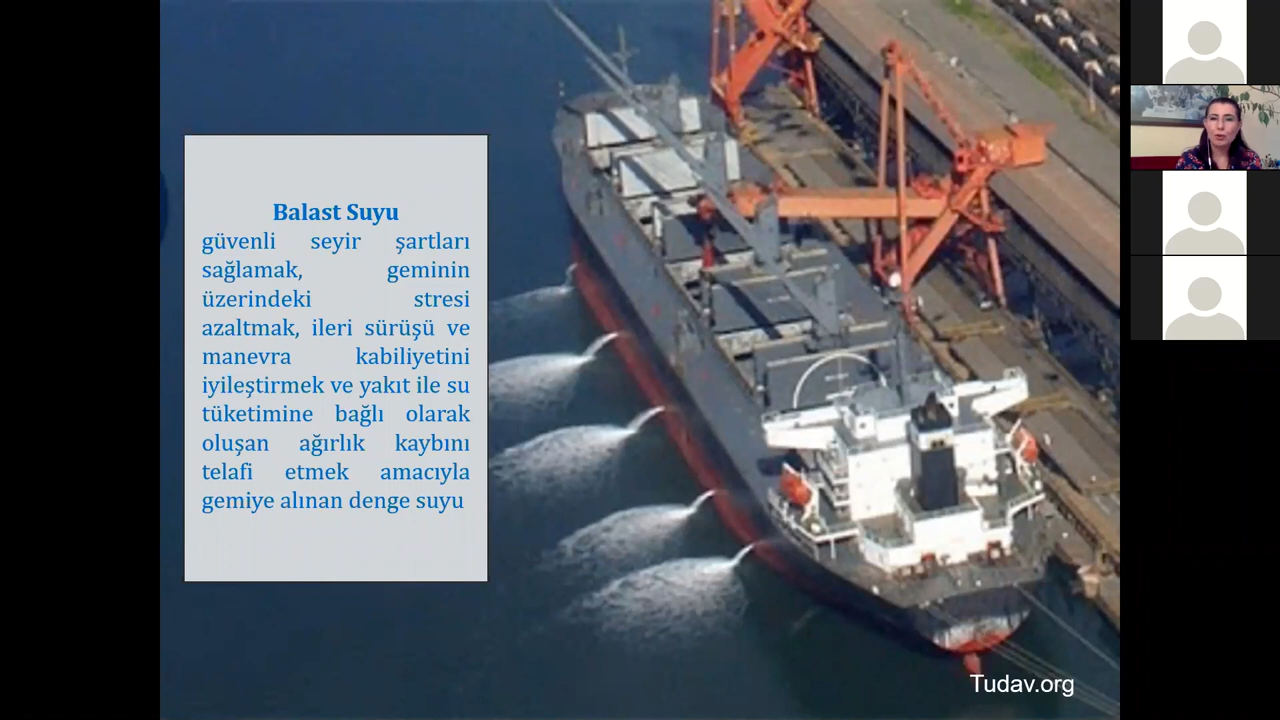 Balast Suyu
güvenli seyir şartları
sağlamak, geminin
üzerindeki stresi
azaltmak, ileri sürüşü ve
manevra kabiliyetini
iyileştirmek ve yakıt ile su
tüketimine bağlı olarak
oluşan ağırlık kaybını
telafi etmek amacıyla
gemiye alınan denge suyu
Tudav.org